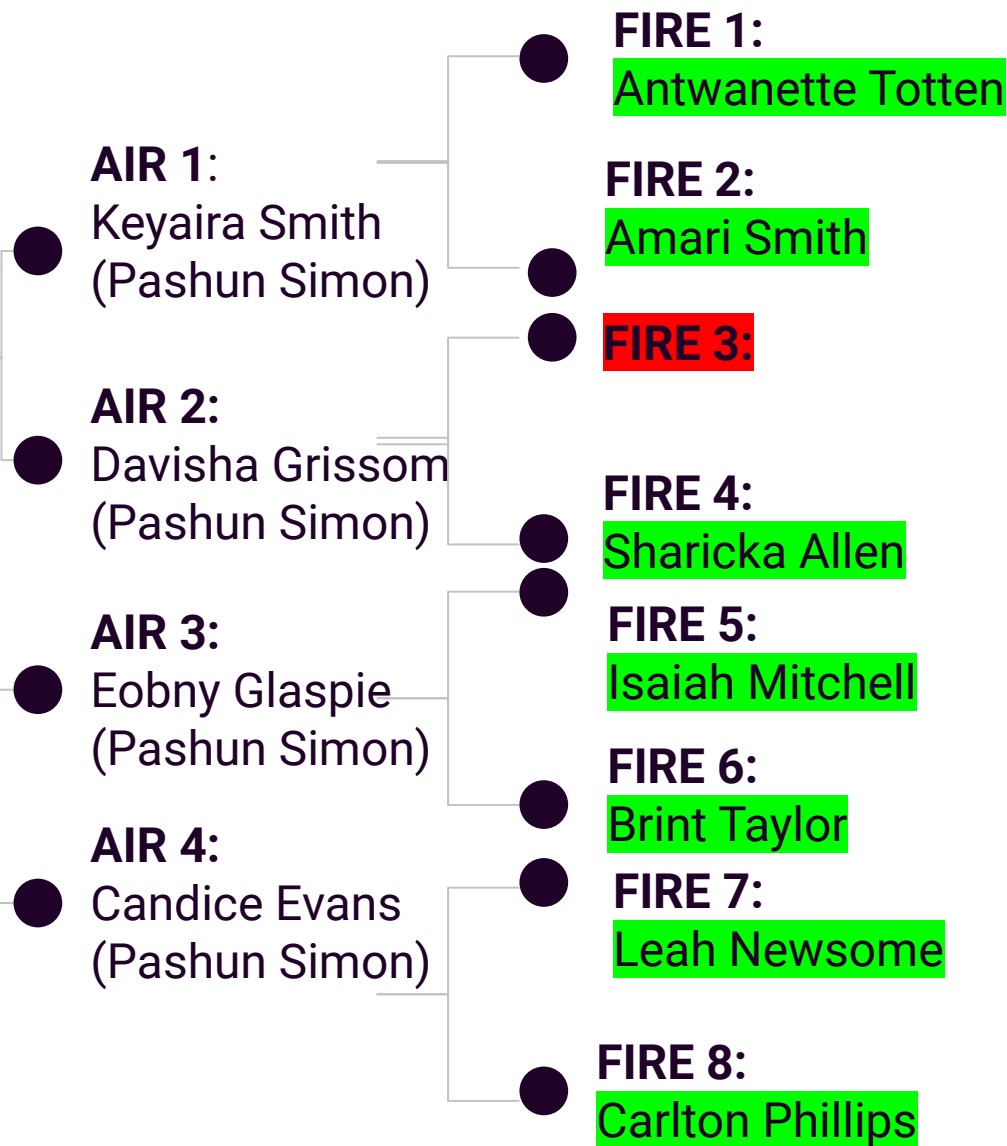 FIRE 1:
Antwanette Totten
AIR 1:
Keyaira Smith
(Pashun Simon)
FIRE 2:
Amari Smith
FIRE 3:
AIR 2:
Davisha Grissom
(Pashun Simon)
FIRE 4:
Sharicka Allen
AIR 3:
Eobny Glaspie
(Pashun Simon)
FIRE 5:
Isaiah Mitchell
FIRE 6:
Brint Taylor
AIR 4:
Candice Evans
(Pashun Simon)
FIRE 7:
Leah Newsome
FIRE 8:
Carlton Phillips